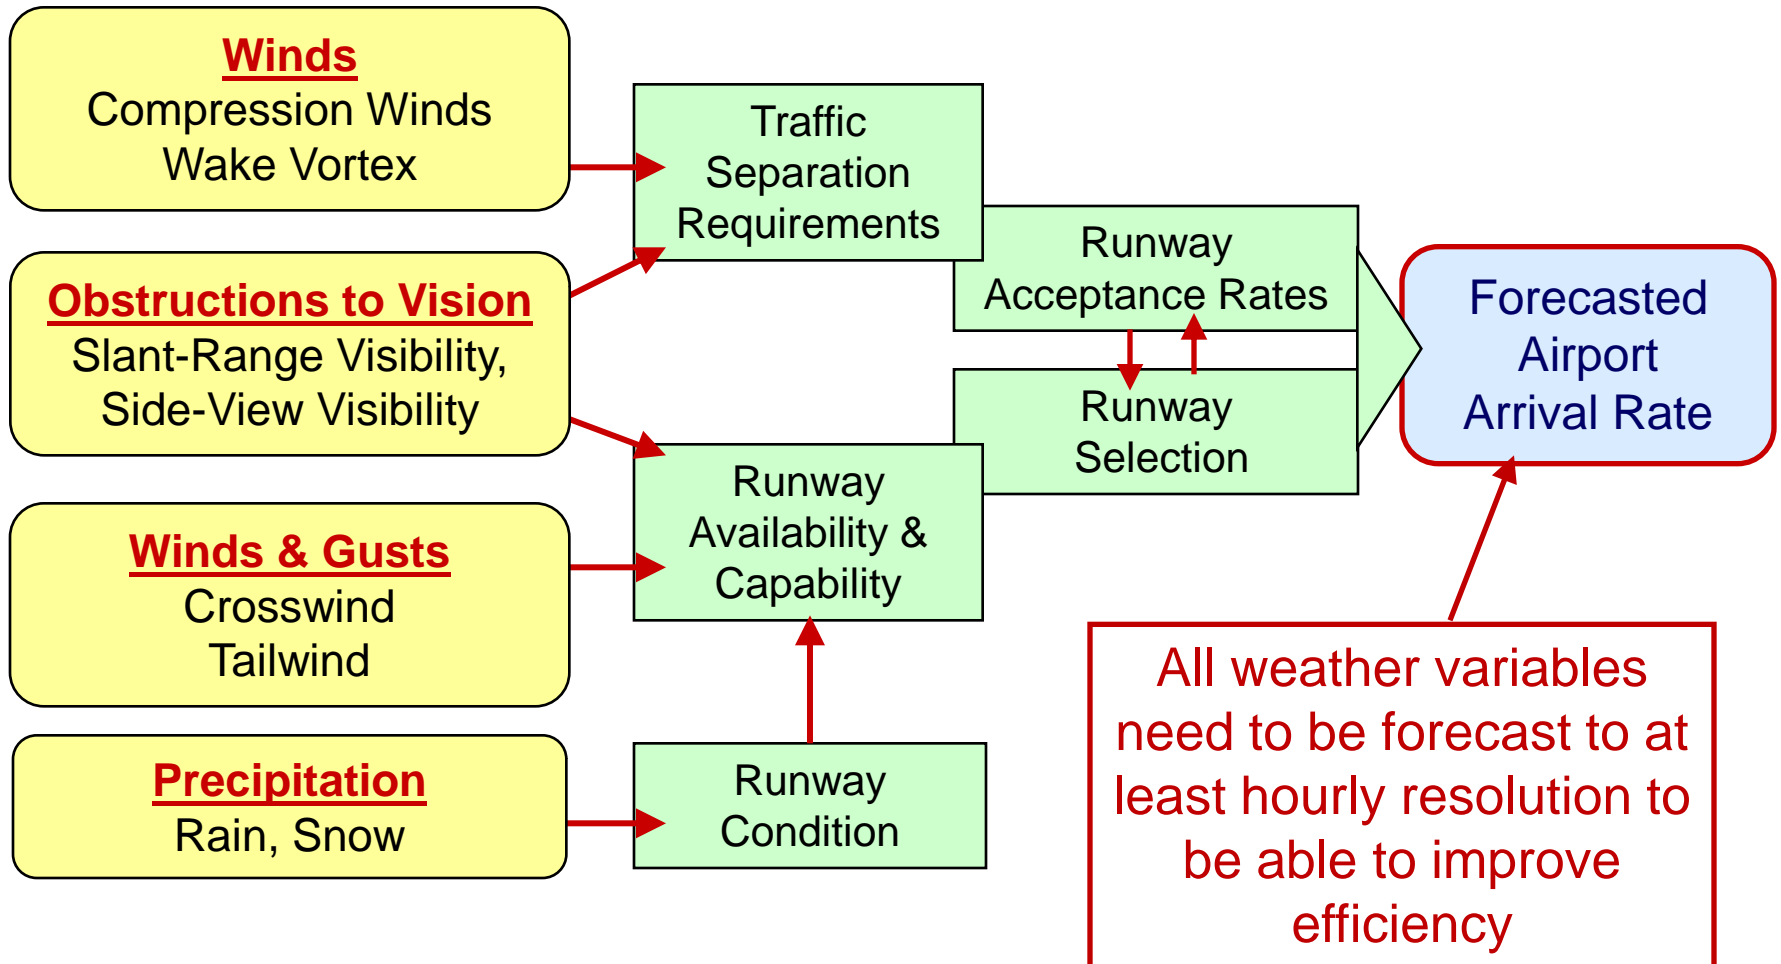 Winds
Compression Winds
Wake Vortex
Obstructions to Vision
Slant-Range Visibility,
Side-View Visibility
Winds & Gusts
Crosswind
Tailwind
Precipitation
Rain, Snow
Traffic
Separation
Requirements
Runway
Availability &
Capability
Runway
Condition
Runway
Acceptance Rates
Runway
Selection
Forecasted
Airport
Arrival Rate
All weather variables
need to be forecast to at
least hourly resolution to
be able to improve
efficiency